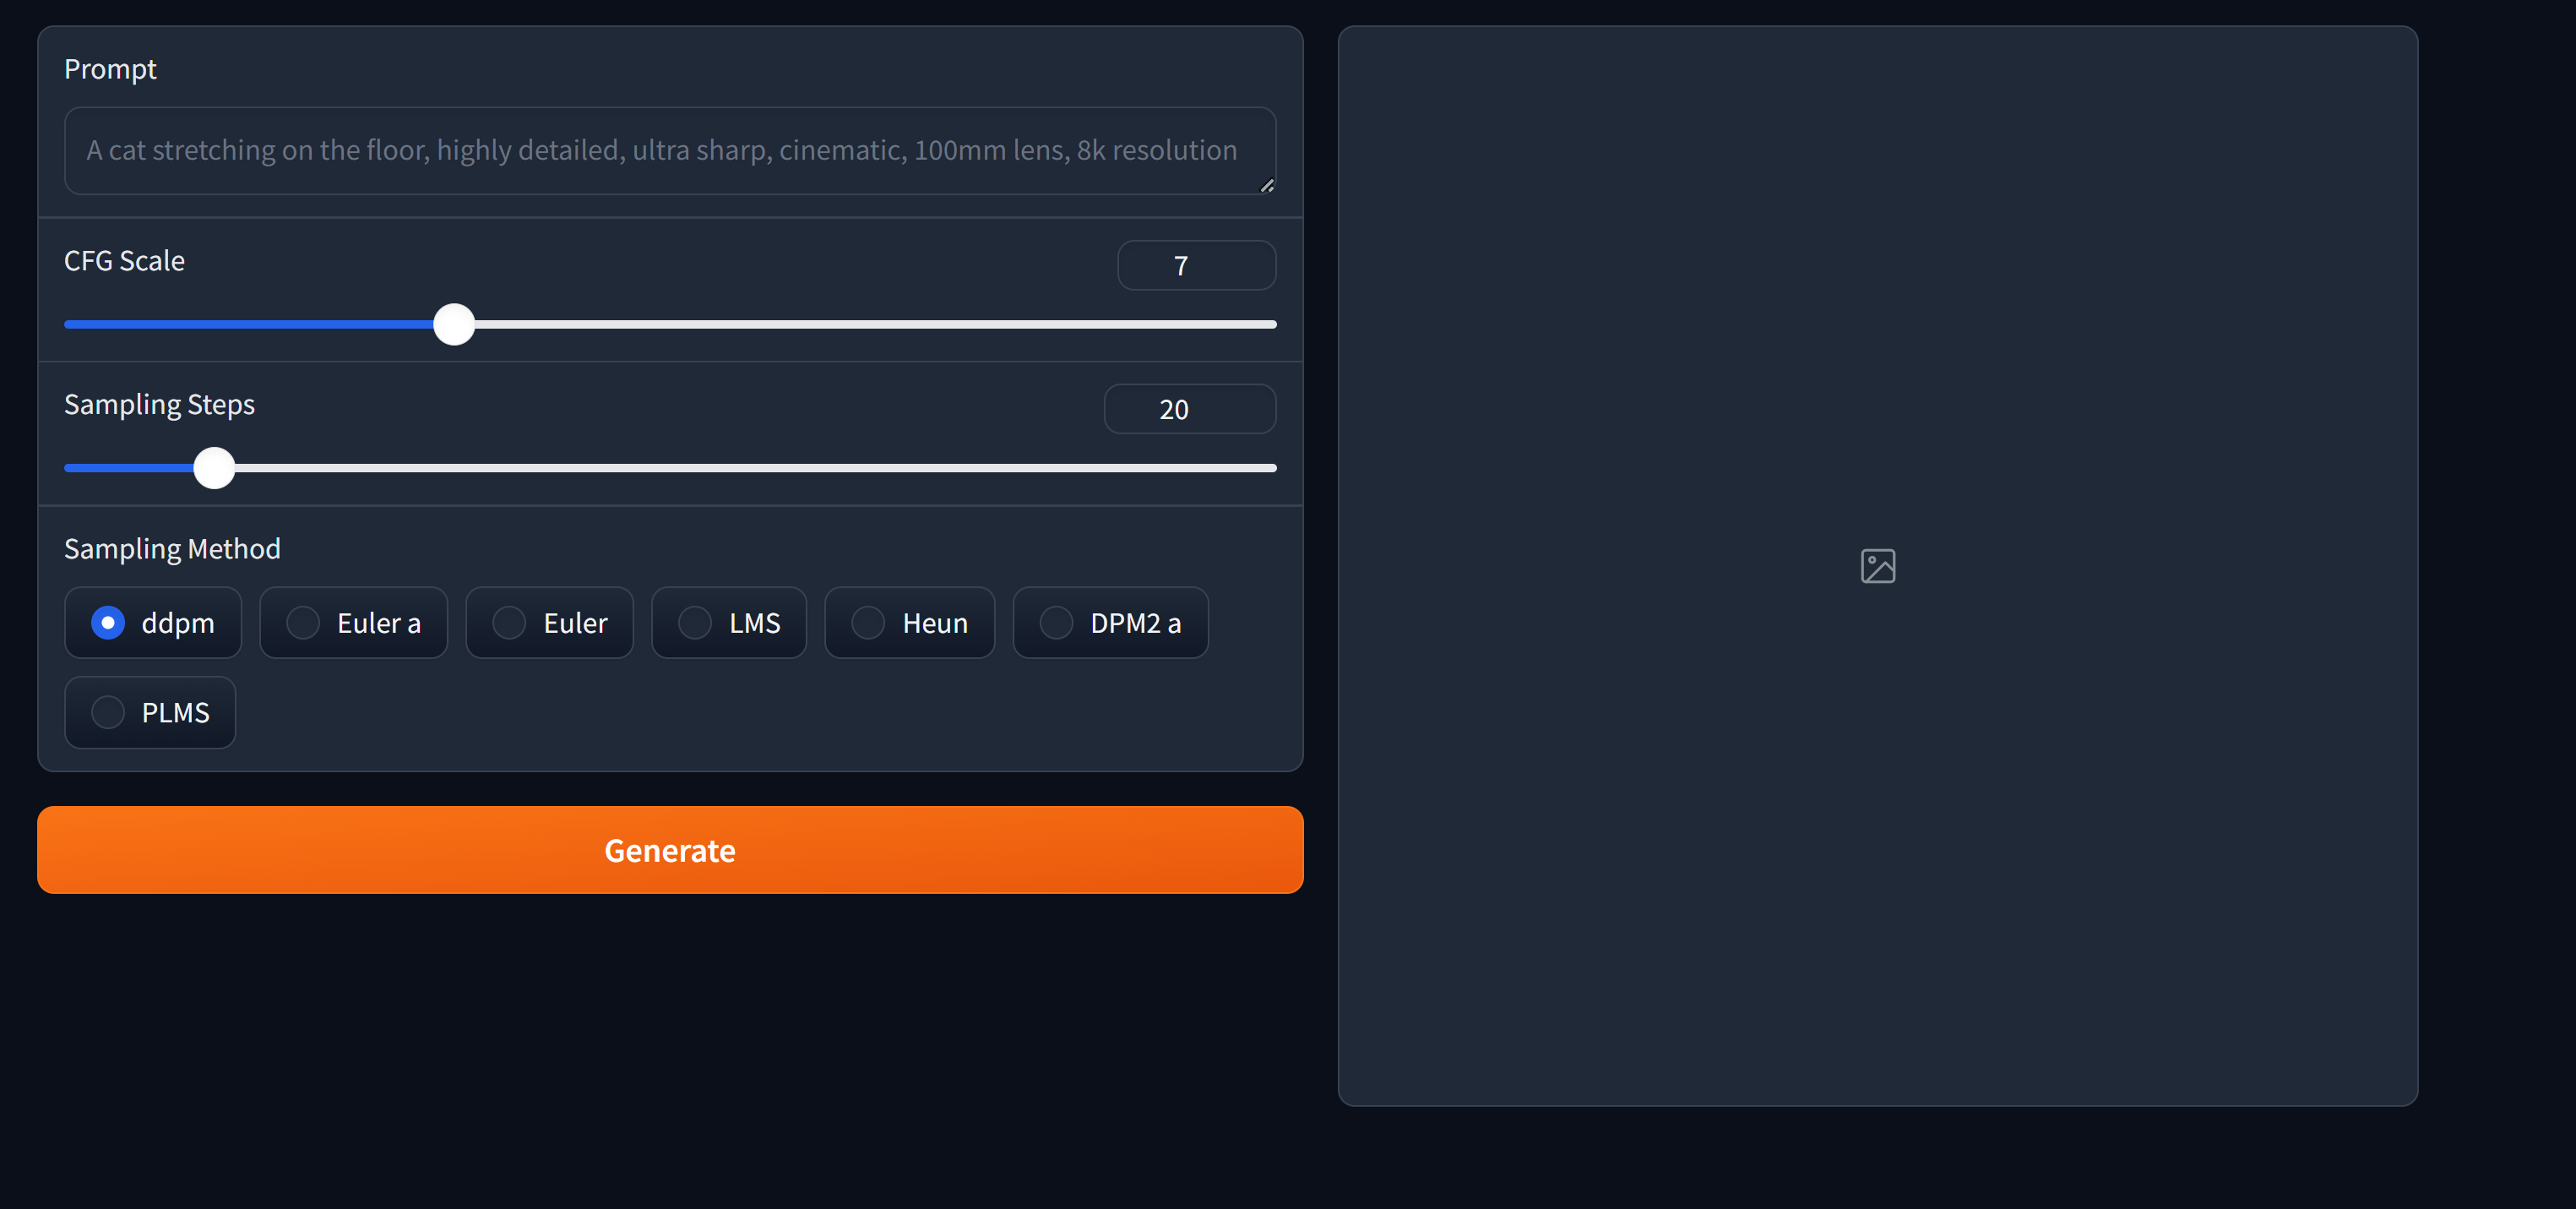 Prompt
A cat stretching on the floor, highly detailed, ultra sharp, cinematic, 100mm lens, 8k resolution
CFG Scale
7
Sampling Steps
20
Sampling Method
ddpm Euler a Euler LMS Heun DPM2 a
PLMS
Generate